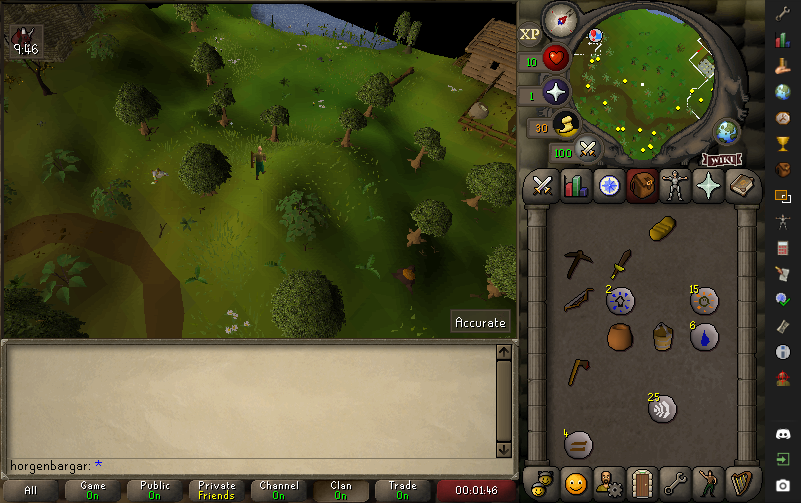 9:46
XP
10
1
30
100
WIKI
Accurate
2
15
6
25
4
horgenbargar: *
All
Game
On
Public
On
Private
Friends
Channel
On
Clan
On
Trade
On
00:01:46